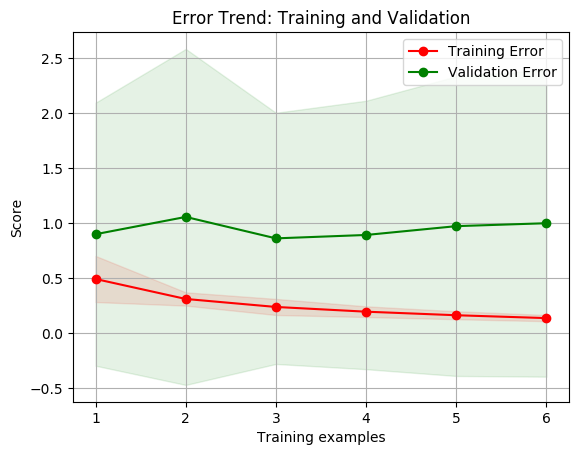 Error Trend: Training and Validation
Training Error
Validation Error
Score
2.5
2.0
1.5
1.0
0.5
0.0
−0.5
1 2 3 4 5 6
Training examples